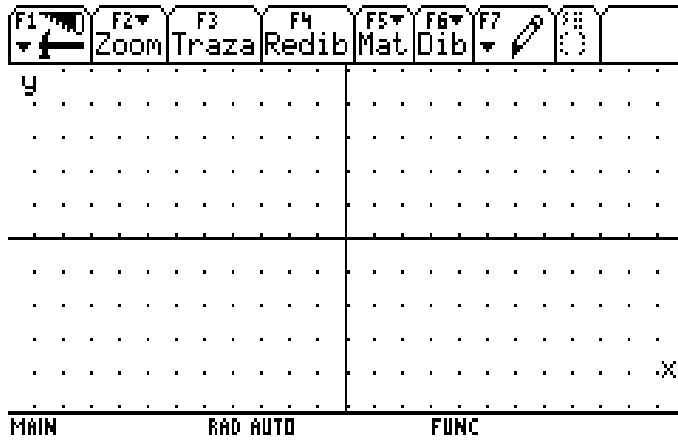 F1 F2 F3 F4 F5 F6 F7
Zoom Traza Redib Mat Dib
y
x
MAIN RAD AUTO FUNC